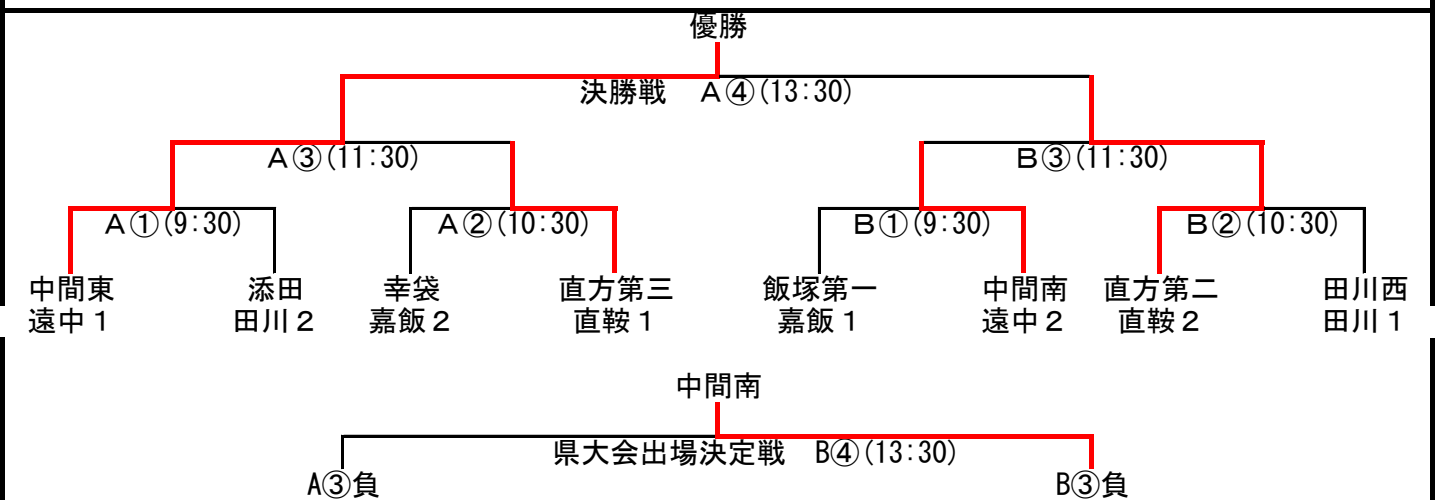 優勝
決勝戦　Ａ④(13:30)
Ａ③(11:30)　Ｂ③(11:30)
Ａ①(9:30)　Ａ②(10:30)　Ｂ①(9:30)　Ｂ②(10:30)
中間東　添田　幸袋　直方第三　飯塚第一　中間南　直方第二　田川西
遠中１　田川２　嘉飯２　直鞍１　嘉飯１　遠中２　直鞍２　田川１
中間南
県大会出場決定戦　B④(13:30)
A③負　B③負